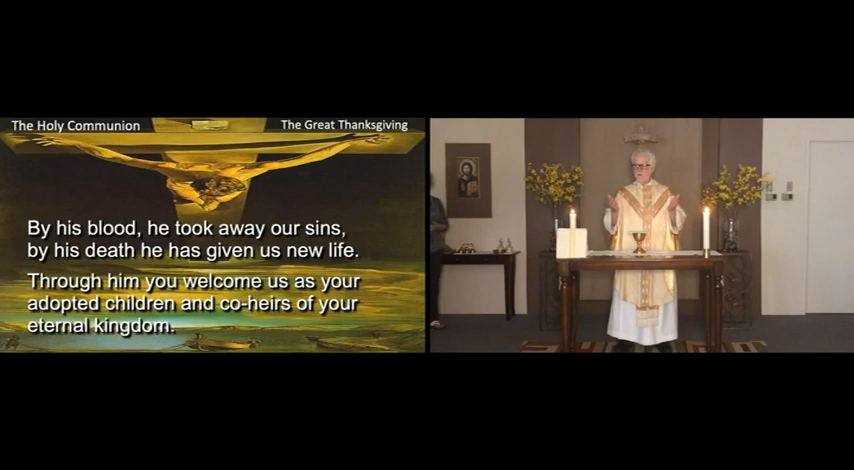 The Holy Communion
The Great Thanksgiving
By his blood, he took away our sins,
by his death he has given us new life.
Through him you welcome us as your
adopted children and co-heirs of your
eternal kingdom.